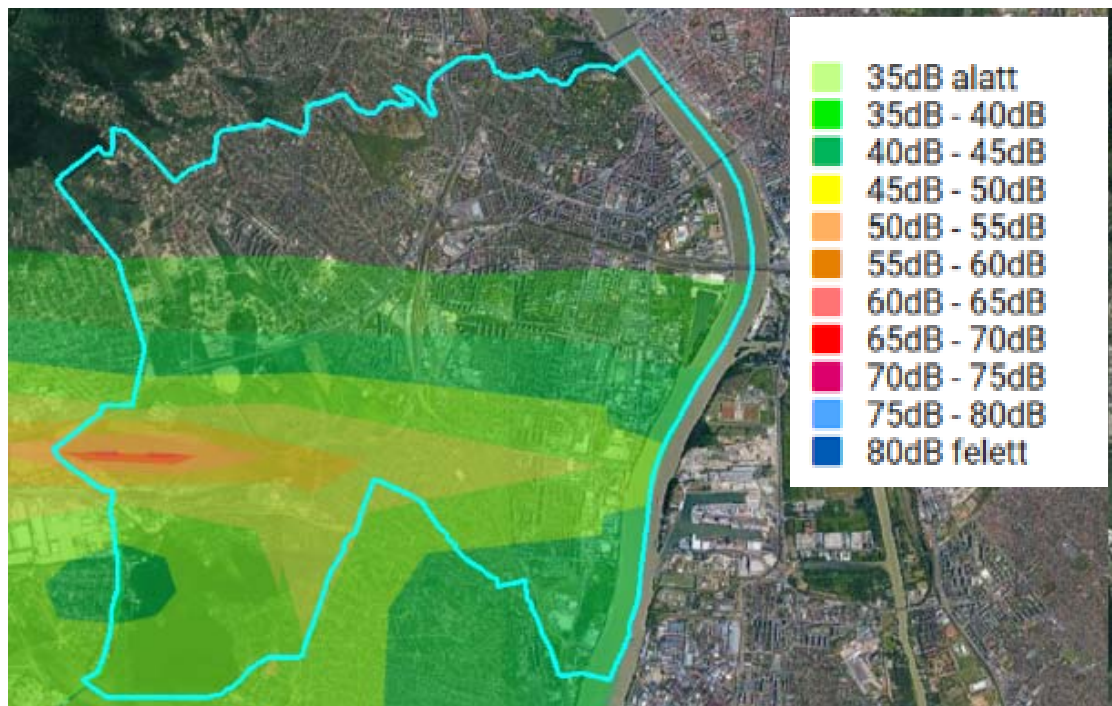 35dB alatt
35dB - 40dB
40dB - 45dB
45dB - 50dB
50dB - 55dB
55dB - 60dB
60dB - 65dB
65dB - 70dB
70dB - 75dB
75dB - 80dB
80dB felett